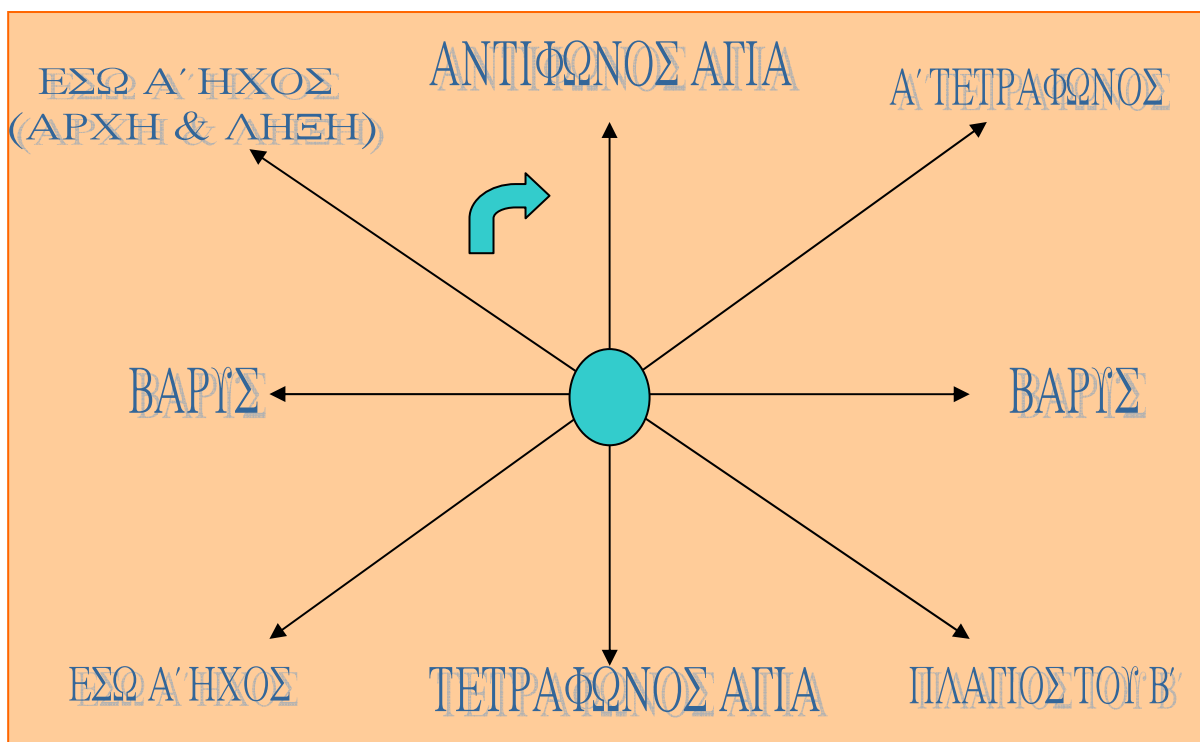 ΕΣΩ Α΄ ΗΧΟΣ
(ΑΡΧΗ & ΛΗΞΗ)
ΑΝΤΙΦΩΝΟΣ ΑΓΙΑ
Α΄ ΤΕΤΡΑΦΩΝΟΣ
ΒΑΡΥΣ
ΒΑΡΥΣ
ΕΣΩ Α΄ ΗΧΟΣ
ΤΕΤΡΑΦΩΝΟΣ ΑΓΙΑ
ΠΛΑΓΙΟΣ ΤΟΥ Β΄